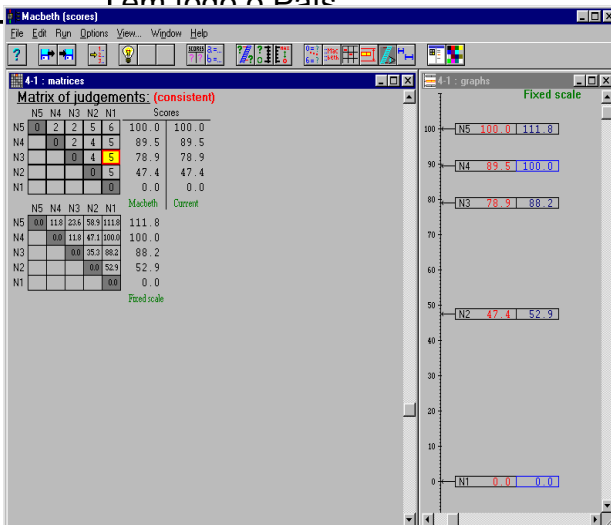 em todo o País
Macbeth (scores)
File Edit Run Options View... Window Help
4-1 : matrices
Matrix of judgements: (consistent)
N5 N4 N3 N2 N1 Scores
N5 0 2 2 5 6 100.0 100.0
N4 0 2 4 5 89.5 89.5
N3 0 4 5 78.9 78.9
N2 0 5 47.4 47.4
N1 0 0.0 0.0
Macbeth Current
N5 N4 N3 N2 N1
N5 0.0 11.8 23.6 58.9 111.8 111.8
N4 0.0 11.8 47.1 100.0 100.0
N3 0.0 35.3 88.2 88.2
N2 0.0 52.9 52.9
N1 0.0 0.0
Fixed scale
4-1 : graphs
Fixed scale
100 N5 100.0 111.8
90 N4 89.5 100.0
80 N3 78.9 88.2
70
60
50
N2 47.4 52.9
40
30
20
10
0 N1 0.0 0.0